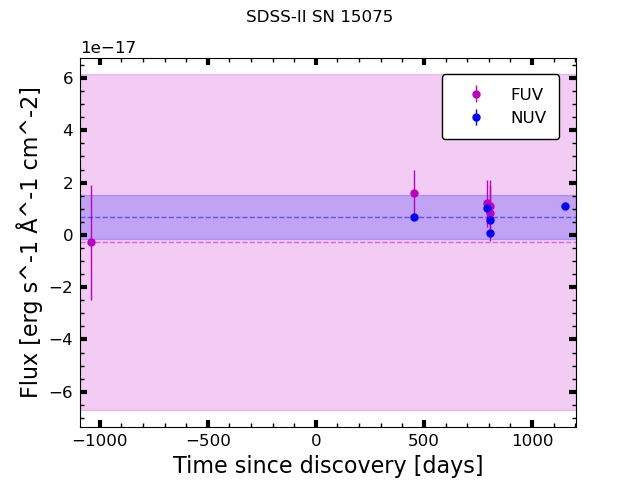 SDSS-II SN 15075
1e−17
FUV
NUV
6
4
2
0
−2
−4
−6
Flux [erg s^-1 Å^-1 cm^-2]
−1000
−500
0
500
1000
Time since discovery [days]